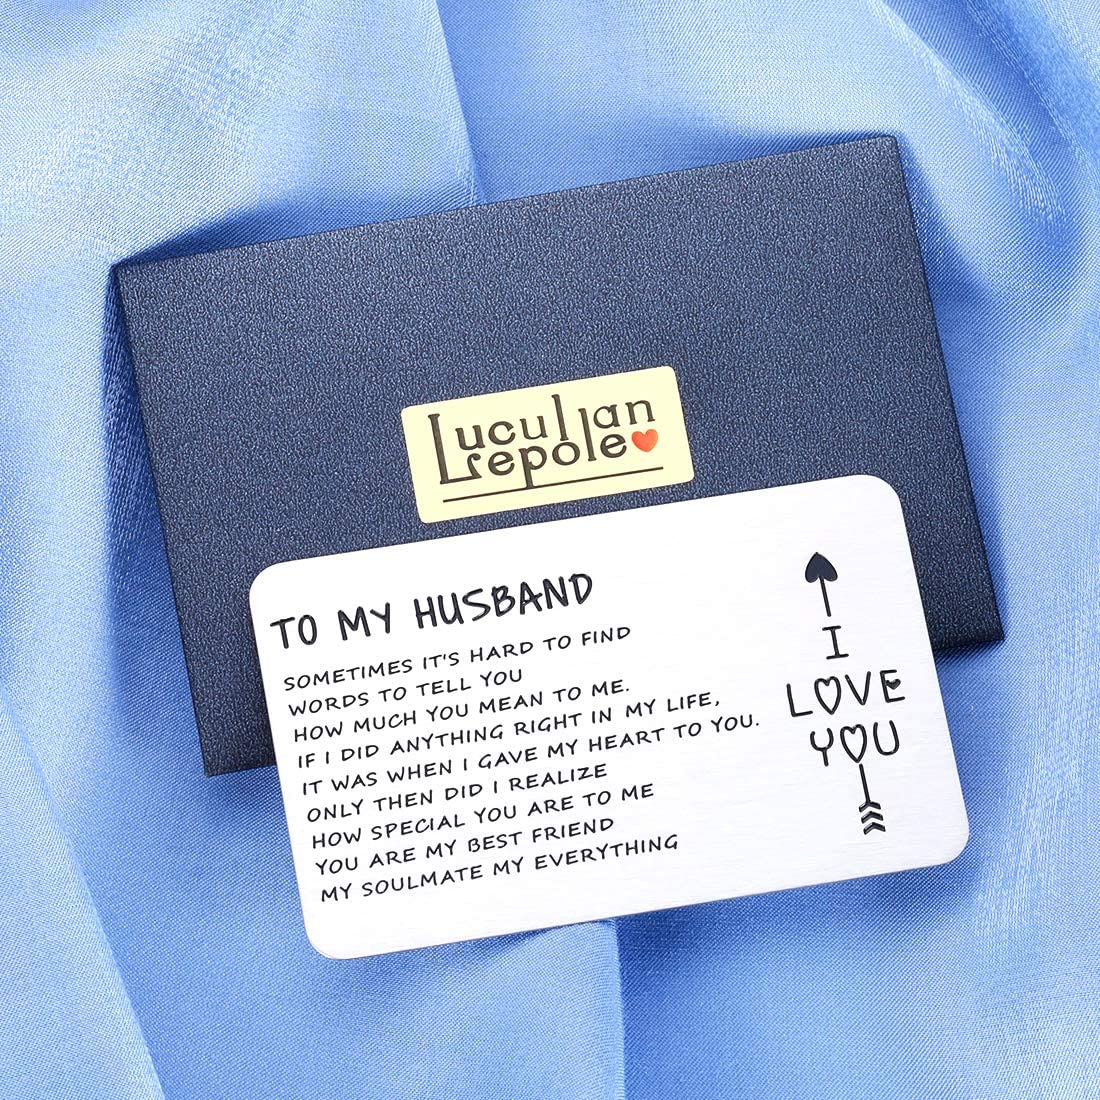 Lucullan
Lrepole
TO MY HUSBAND
SOMETIMES IT'S HARD TO FIND
WORDS TO TELL YOU
HOW MUCH YOU MEAN TO ME.
IF I DID ANYTHING RIGHT IN MY LIFE,
IT WAS WHEN I GAVE MY HEART TO YOU.
ONLY THEN DID I REALIZE
HOW SPECIAL YOU ARE TO ME
YOU ARE MY BEST FRIEND
MY SOULMATE MY EVERYTHING
I
LOVE
YOU